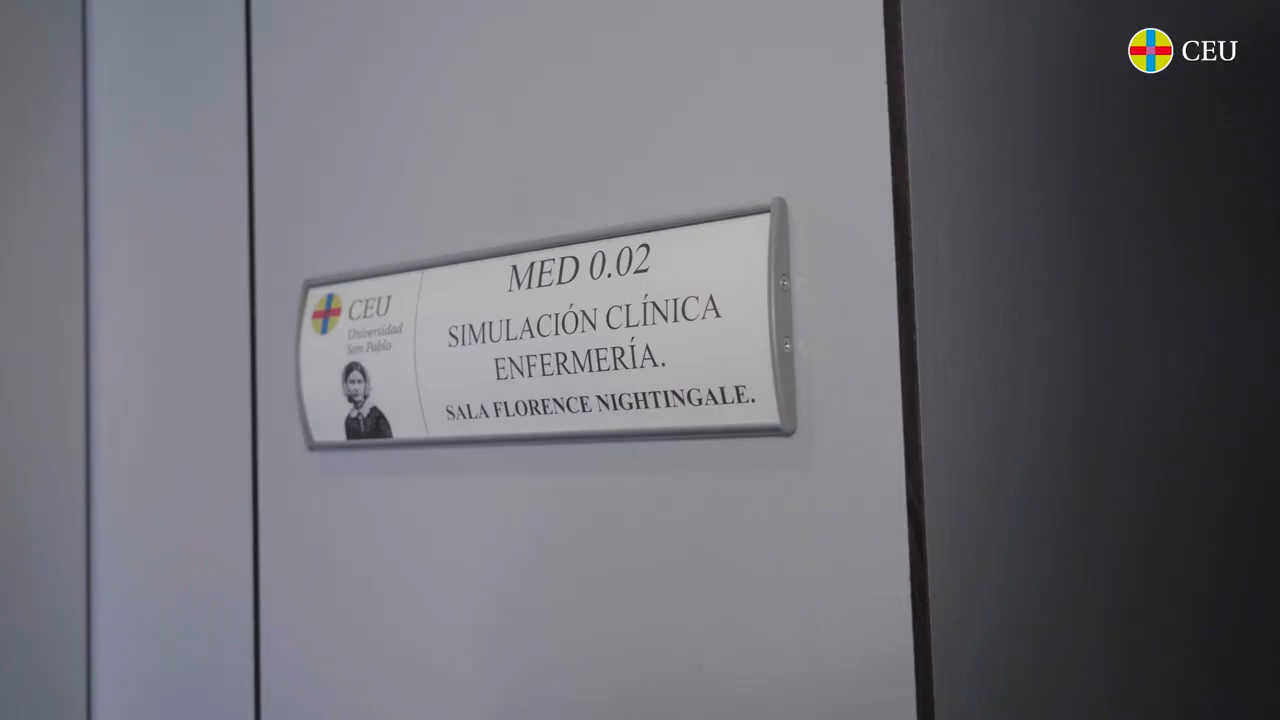 CEU
MED 0.02
CEU
Universidad
San Pablo
SIMULACIÓN CLÍNICA
ENFERMERÍA.
SALA FLORENCE NIGHTINGALE.